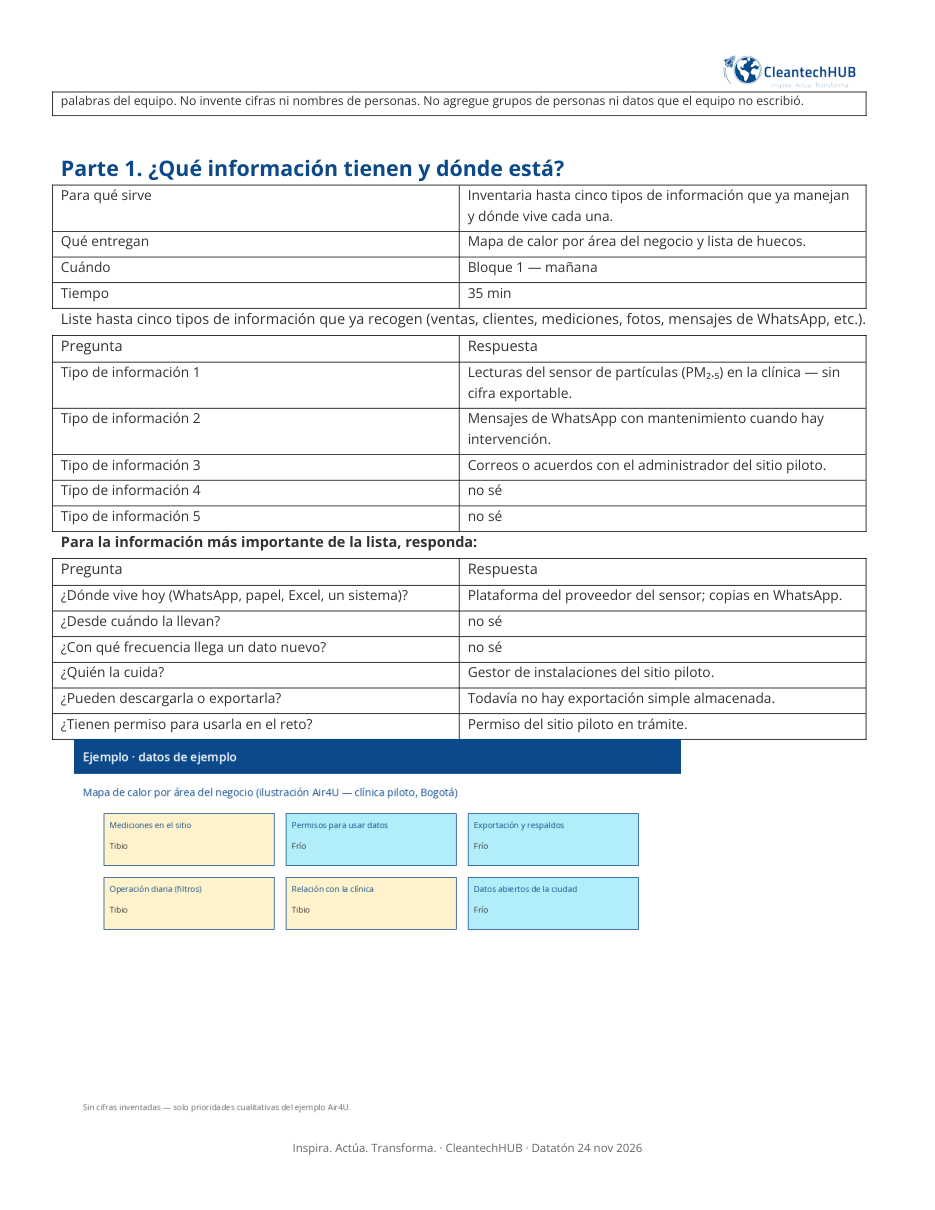 CleantechHUB
Inspira. Actúa. Transforma.
palabras del equipo. No invente cifras ni nombres de personas. No agregue grupos de personas ni datos que el equipo no escribió.
Parte 1. ¿Qué información tienen y dónde está?
Para qué sirve
Inventaria hasta cinco tipos de información que ya manejan
y dónde vive cada una.
Qué entregan
Mapa de calor por área del negocio y lista de huecos.
Cuándo
Bloque 1 — mañana
Tiempo
35 min
Liste hasta cinco tipos de información que ya recogen (ventas, clientes, mediciones, fotos, mensajes de WhatsApp, etc.).
Pregunta
Respuesta
Tipo de información 1
Lecturas del sensor de partículas (PM₂.₅) en la clínica — sin
cifra exportable.
Tipo de información 2
Mensajes de WhatsApp con mantenimiento cuando hay
intervención.
Tipo de información 3
Correos o acuerdos con el administrador del sitio piloto.
Tipo de información 4
no sé
Tipo de información 5
no sé
Para la información más importante de la lista, responda:
Pregunta
Respuesta
¿Dónde vive hoy (WhatsApp, papel, Excel, un sistema)?
Plataforma del proveedor del sensor; copias en WhatsApp.
¿Desde cuándo la llevan?
no sé
¿Con qué frecuencia llega un dato nuevo?
no sé
¿Quién la cuida?
Gestor de instalaciones del sitio piloto.
¿Pueden descargarla o exportarla?
Todavía no hay exportación simple almacenada.
¿Tienen permiso para usarla en el reto?
Permiso del sitio piloto en trámite.
Ejemplo · datos de ejemplo
Mapa de calor por área del negocio (ilustración Air4U — clínica piloto, Bogotá)
Mediciones en el sitio
Tibio
Permisos para usar datos
Frío
Exportación y respaldos
Frío
Operación diaria (filtros)
Tibio
Relación con la clínica
Tibio
Datos abiertos de la ciudad
Frío
Sin cifras inventadas — solo prioridades cualitativas del ejemplo Air4U.
Inspira. Actúa. Transforma. · CleantechHUB · Datatón 24 nov 2026